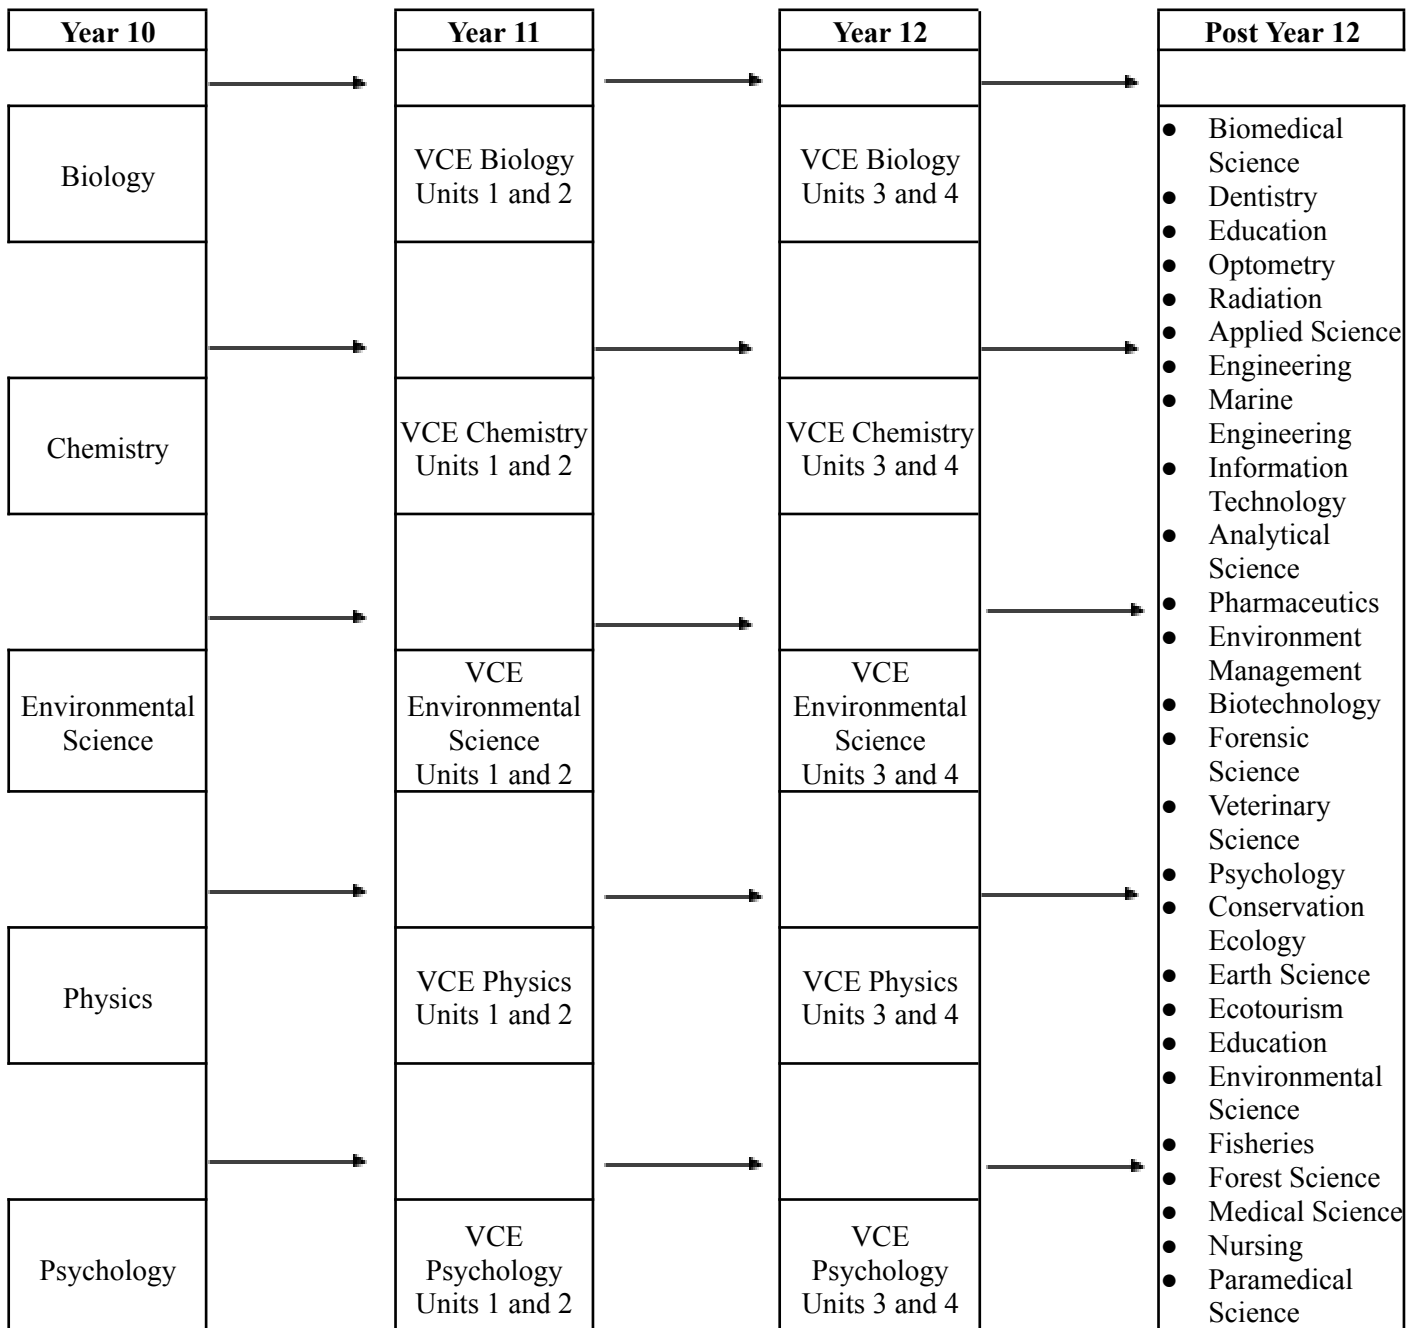 Year 10
Year 11
Year 12
Post Year 12
Biology
VCE Biology
Units 1 and 2
VCE Biology
Units 3 and 4
Chemistry
VCE Chemistry
Units 1 and 2
VCE Chemistry
Units 3 and 4
Environmental
Science
VCE
Environmental
Science
Units 1 and 2
VCE
Environmental
Science
Units 3 and 4
Physics
VCE Physics
Units 1 and 2
VCE Physics
Units 3 and 4
Psychology
VCE
Psychology
Units 1 and 2
VCE
Psychology
Units 3 and 4
● Biomedical
Science
● Dentistry
● Education
● Optometry
● Radiation
● Applied Science
● Engineering
● Marine
Engineering
● Information
Technology
● Analytical
Science
● Pharmaceutics
● Environment
Management
● Biotechnology
● Forensic
Science
● Veterinary
Science
● Psychology
● Conservation
Ecology
● Earth Science
● Ecotourism
● Education
● Environmental
Science
● Fisheries
● Forest Science
● Medical Science
● Nursing
● Paramedical
Science